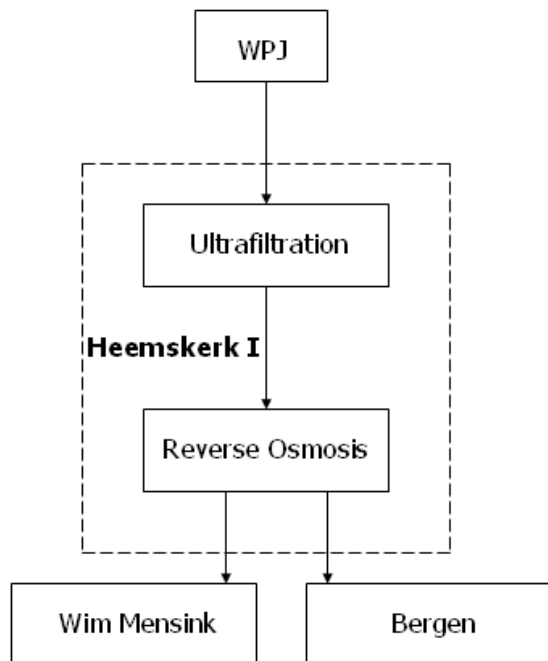 WPJ
Ultrafiltration
Heemskerk I
Reverse Osmosis
Wim Mensink
Bergen